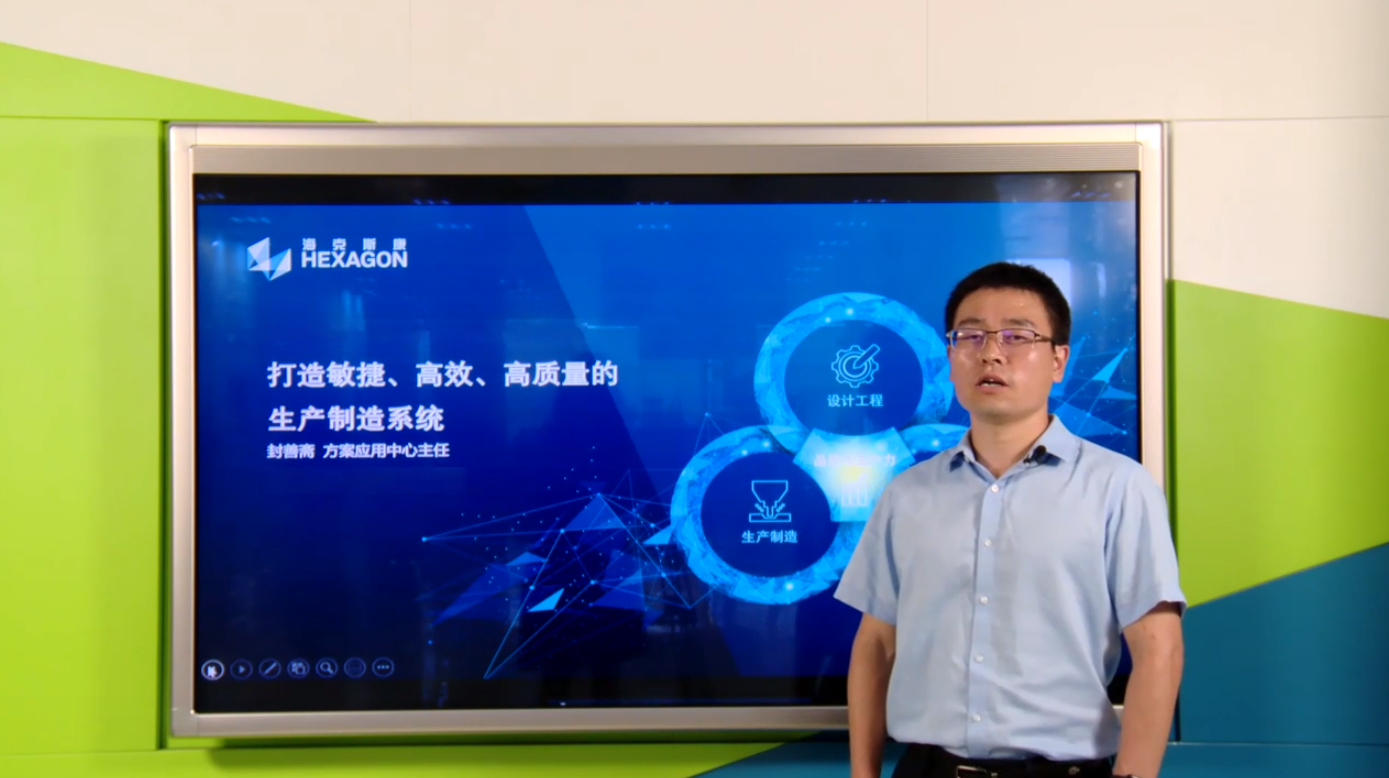 海克斯康
HEXAGON
打造敏捷、高效、高质量的
生产制造系统
封善斋 方案应用中心主任
设计工程
生产制造